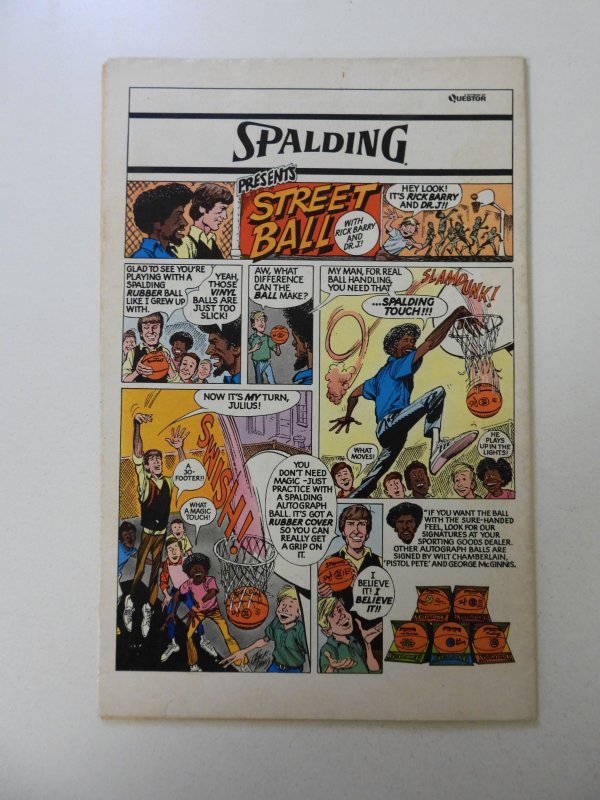 A DIVISION OF
QUESTOR
SPALDING
PRESENTS
STREET
BALL
WITH
RICK BARRY
AND
DR. J!
HEY LOOK!
IT'S RICK BARRY
AND DR. J!!
GLAD TO SEE YOU'RE
PLAYING WITH A
SPALDING
RUBBER BALL
LIKE I GREW UP
WITH.
YEAH,
THOSE
VINYL
BALLS ARE
JUST TOO
SLICK!
AW, WHAT
DIFFERENCE
CAN THE
BALL MAKE?
MY MAN, FOR REAL
BALL HANDLING,
YOU NEED THAT
...SPALDING
TOUCH!!!
SLAM DUNK!
WHAT
MOVES!
HE
PLAYS
UP IN THE
LIGHTS!
NOW IT'S MY TURN,
JULIUS!
A
30-
FOOTER!!
WHAT
A MAGIC
TOUCH!
SWISH!
YOU
DON'T NEED
MAGIC -JUST
PRACTICE WITH
A SPALDING
AUTOGRAPH
BALL. IT'S GOT A
RUBBER COVER
SO YOU CAN
REALLY GET
A GRIP ON
IT.
I
BELIEVE
IT! I
BELIEVE
IT!!
"IF YOU WANT THE BALL
WITH THE SURE-HANDED
FEEL, LOOK FOR OUR
SIGNATURES AT YOUR
SPORTING GOODS DEALER.
OTHER AUTOGRAPH BALLS ARE
SIGNED BY WILT CHAMBERLAIN,
'PISTOL PETE' AND GEORGE McGINNIS.